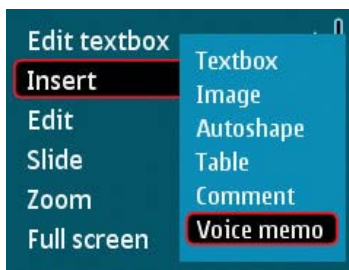 Edit textbox
Insert
Edit
Slide
Zoom
Full screen
Textbox
Image
Autoshape
Table
Comment
Voice memo